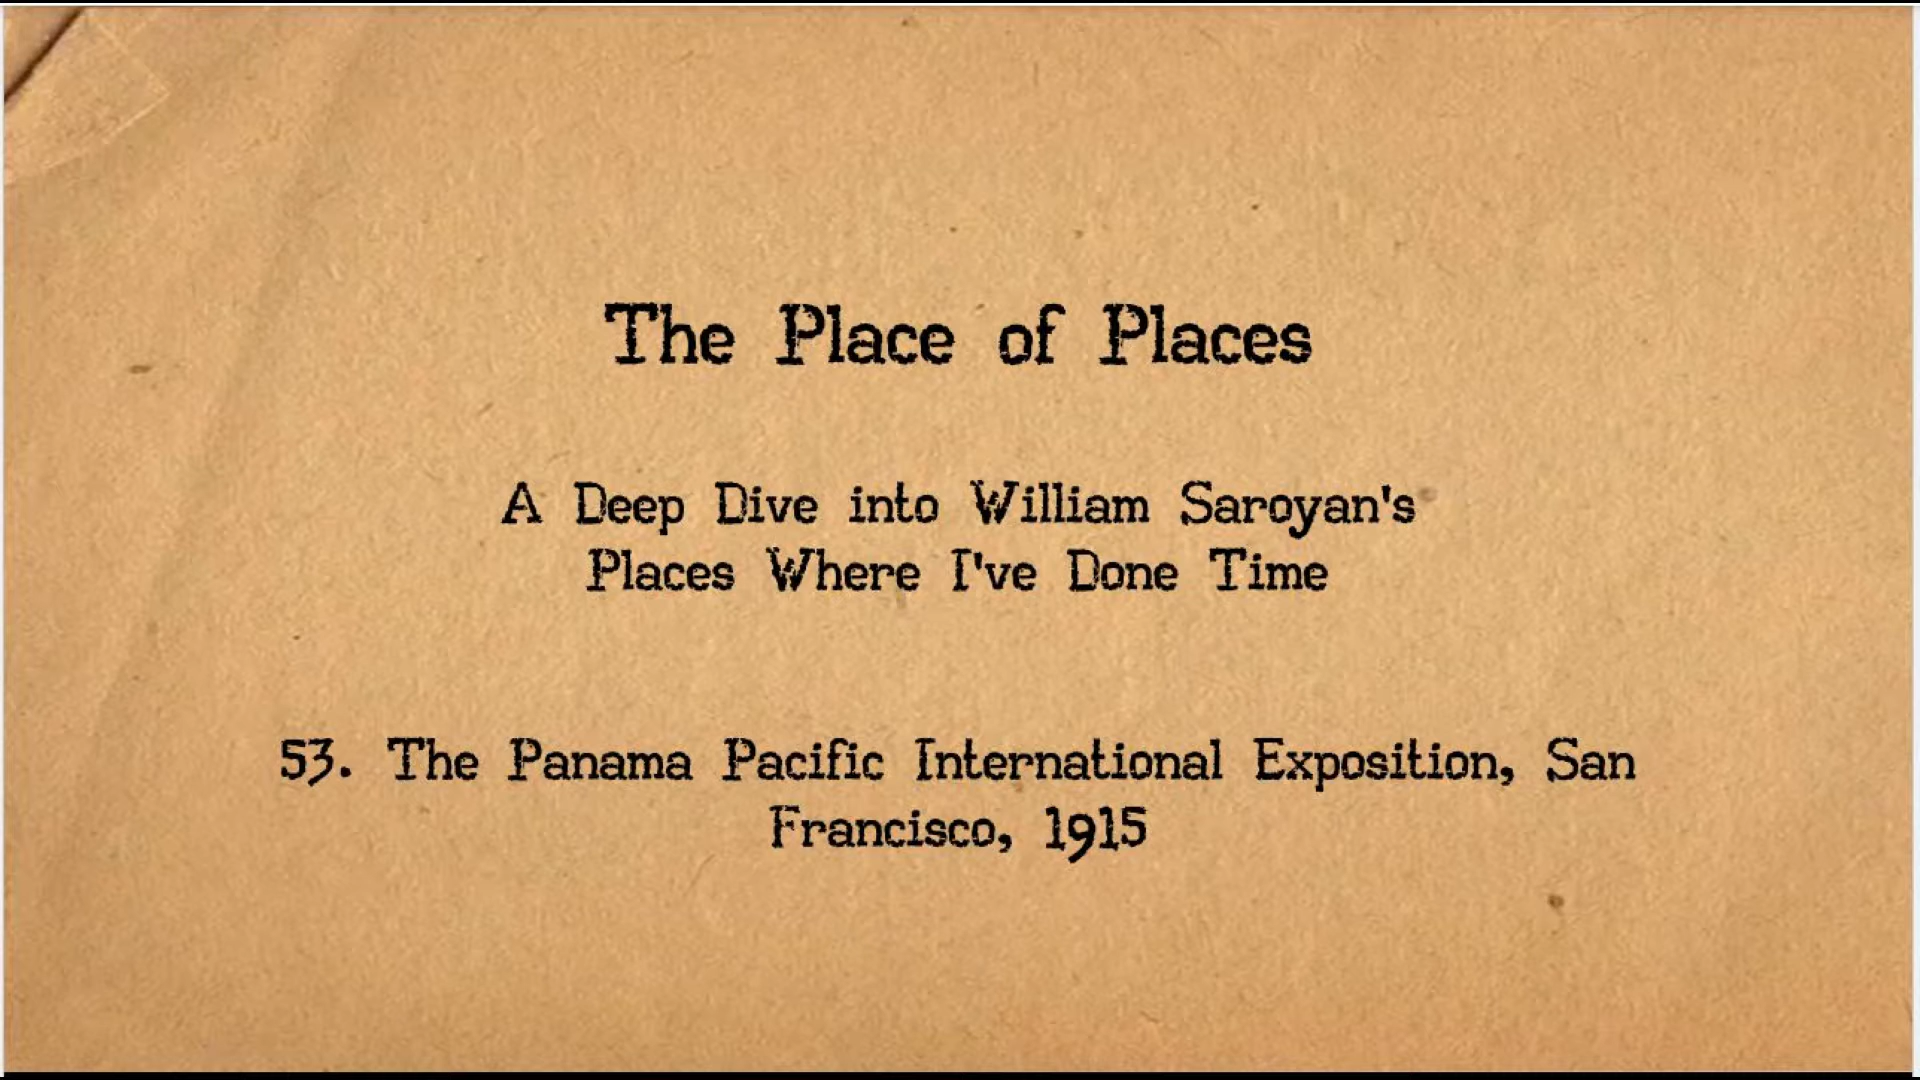 The Place of Places
A Deep Dive into William Saroyan's
Places Where I've Done Time
53. The Panama Pacific International Exposition, San
Francisco, 1915